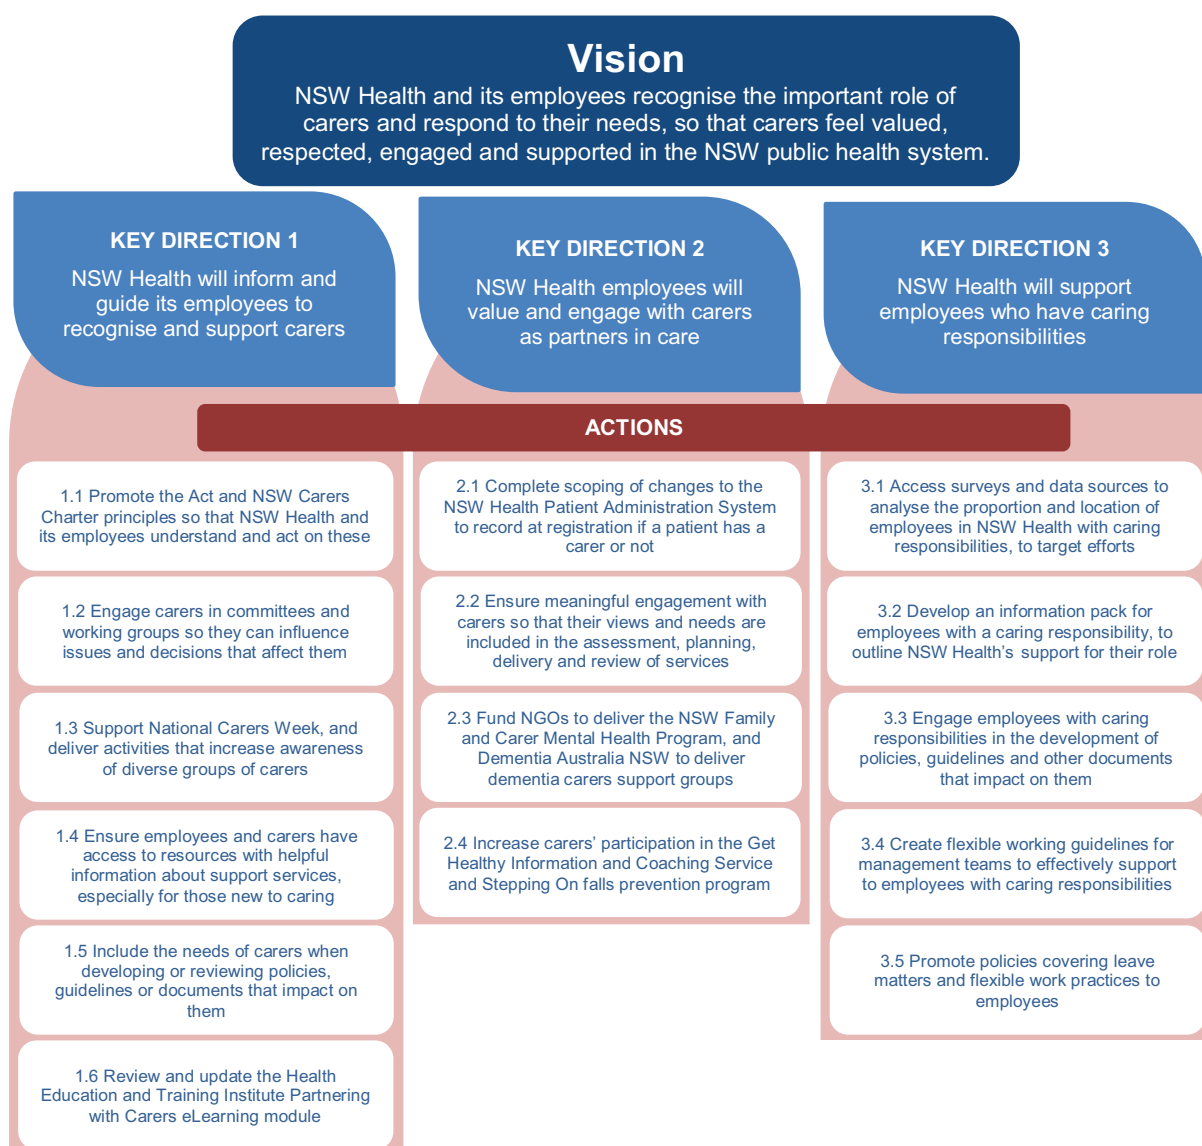 Vision
NSW Health and its employees recognise the important role of
carers and respond to their needs, so that carers feel valued,
respected, engaged and supported in the NSW public health system.
KEY DIRECTION 1
NSW Health will inform and
guide its employees to
recognise and support carers
KEY DIRECTION 2
NSW Health employees will
value and engage with carers
as partners in care
KEY DIRECTION 3
NSW Health will support
employees who have caring
responsibilities
ACTIONS
1.1 Promote the Act and NSW Carers
Charter principles so that NSW Health and
its employees understand and act on these
1.2 Engage carers in committees and
working groups so they can influence
issues and decisions that affect them
1.3 Support National Carers Week, and
deliver activities that increase awareness
of diverse groups of carers
1.4 Ensure employees and carers have
access to resources with helpful
information about support services,
especially for those new to caring
1.5 Include the needs of carers when
developing or reviewing policies,
guidelines or documents that impact on
them
1.6 Review and update the Health
Education and Training Institute Partnering
with Carers eLearning module
2.1 Complete scoping of changes to the
NSW Health Patient Administration System
to record at registration if a patient has a
carer or not
2.2 Ensure meaningful engagement with
carers so that their views and needs are
included in the assessment, planning,
delivery and review of services
2.3 Fund NGOs to deliver the NSW Family
and Carer Mental Health Program, and
Dementia Australia NSW to deliver
dementia carers support groups
2.4 Increase carers’ participation in the Get
Healthy Information and Coaching Service
and Stepping On falls prevention program
3.1 Access surveys and data sources to
analyse the proportion and location of
employees in NSW Health with caring
responsibilities, to target efforts
3.2 Develop an information pack for
employees with a caring responsibility, to
outline NSW Health’s support for their role
3.3 Engage employees with caring
responsibilities in the development of
policies, guidelines and other documents
that impact on them
3.4 Create flexible working guidelines for
management teams to effectively support
to employees with caring responsibilities
3.5 Promote policies covering leave
matters and flexible work practices to
employees